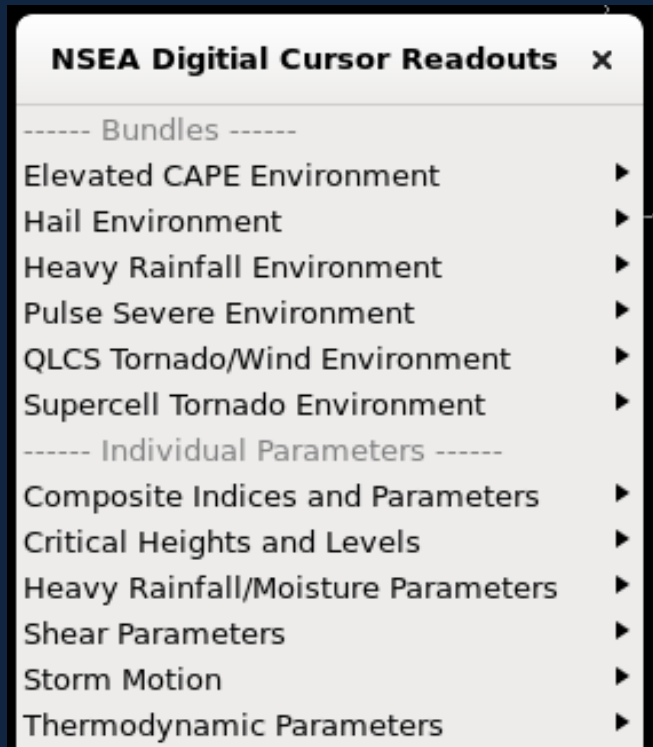 NSEA Digitial Cursor Readouts ×
------ Bundles ------
Elevated CAPE Environment
Hail Environment
Heavy Rainfall Environment
Pulse Severe Environment
QLCS Tornado/Wind Environment
Supercell Tornado Environment
------ Individual Parameters ------
Composite Indices and Parameters
Critical Heights and Levels
Heavy Rainfall/Moisture Parameters
Shear Parameters
Storm Motion
Thermodynamic Parameters